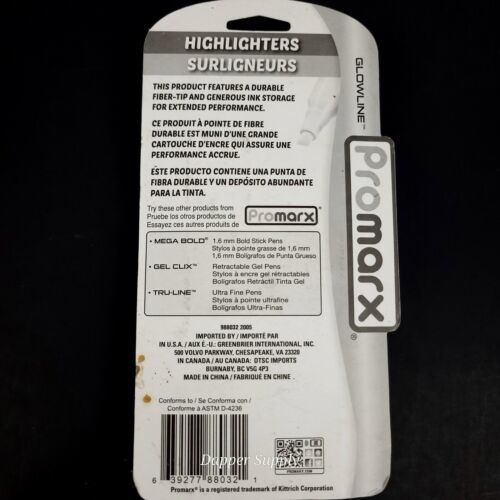 HIGHLIGHTERS
SURLIGNEURS
THIS PRODUCT FEATURES A DURABLE
FIBER-TIP AND GENEROUS INK STORAGE
FOR EXTENDED PERFORMANCE.
CE PRODUIT À POINTE DE FIBRE
DURABLE EST MUNI D'UNE GRANDE
CARTOUCHE D'ENCRE QUI ASSURE UNE
PERFORMANCE ACCRUE.
ESTE PRODUCTO CONTIENE UNA PUNTA DE
FIBRA DURABLE Y UN DEPÓSITO ABUNDANTE
PARA LA TINTA.
Try these other products from
Pruebe los otros productos de
Essayez ces autres produits de
Promarx®
• MEGA BOLD® 1.6 mm Bold Stick Pens
Stylos à pointe grasse de 1,6 mm
1,6 mm Bolígrafos de Punta Grueso
• GEL CLIX™ Retractable Gel Pens
Stylos à encre gel rétractables
Bolígrafos Retráctil Tinta Gel
• TRU-LINE™ Ultra Fine Pens
Stylos à pointe ultrafine
Bolígrafos Ultra-Finas
988032 2005
IMPORTED BY / IMPORTÉ PAR
IN U.S.A. / AUX É.-U.: GREENBRIER INTERNATIONAL, INC.
500 VOLVO PARKWAY, CHESAPEAKE, VA 23320
IN CANADA / AU CANADA: DTSC IMPORTS
BURNABY, BC V5G 4P3
MADE IN CHINA / FABRIQUÉ EN CHINE
Conforms to / Se Conforma con /
Conforme à ASTM D-4236
6 39277 88032 1
PROMARX.COM
Promarx® is a registered trademark of Kittrich Corporation
GLOWLINE™
Promarx®
Dapper Supply